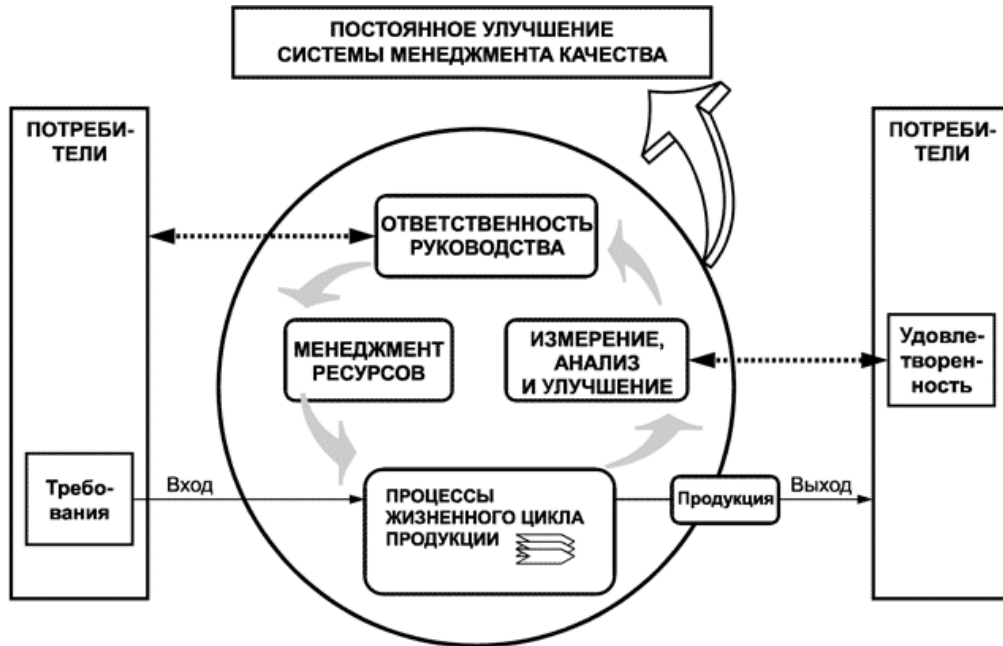 ПОСТОЯННОЕ УЛУЧШЕНИЕ
СИСТЕМЫ МЕНЕДЖМЕНТА КАЧЕСТВА
ПОТРЕБИ-
ТЕЛИ
ПОТРЕБИ-
ТЕЛИ
ОТВЕТСТВЕННОСТЬ
РУКОВОДСТВА
МЕНЕДЖМЕНТ
РЕСУРСОВ
ИЗМЕРЕНИЕ,
АНАЛИЗ
И УЛУЧШЕНИЕ
Удовле-
творен-
ность
Требо-
вания
Вход
ПРОЦЕССЫ
ЖИЗНЕННОГО ЦИКЛА
ПРОДУКЦИИ
Продукция
Выход